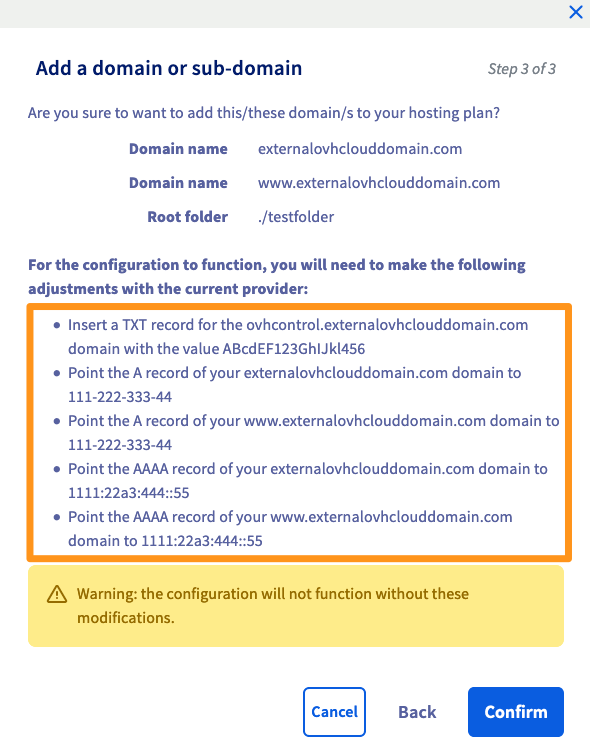 Add a domain or sub-domain
Step 3 of 3
Are you sure to want to add this/these domain/s to your hosting plan?
Domain name externalovhclouddomain.com
Domain name www.externalovhclouddomain.com
Root folder ./testfolder
For the configuration to function, you will need to make the following
adjustments with the current provider:
• Insert a TXT record for the ovhcontrol.externalovhclouddomain.com
domain with the value ABcdEF123GhIJkl456
• Point the A record of your externalovhclouddomain.com domain to
111-222-333-44
• Point the A record of your www.externalovhclouddomain.com domain to
111-222-333-44
• Point the AAAA record of your externalovhclouddomain.com domain to
1111:22a3:444::55
• Point the AAAA record of your www.externalovhclouddomain.com
domain to 1111:22a3:444::55
Warning: the configuration will not function without these
modifications.
Cancel Back Confirm